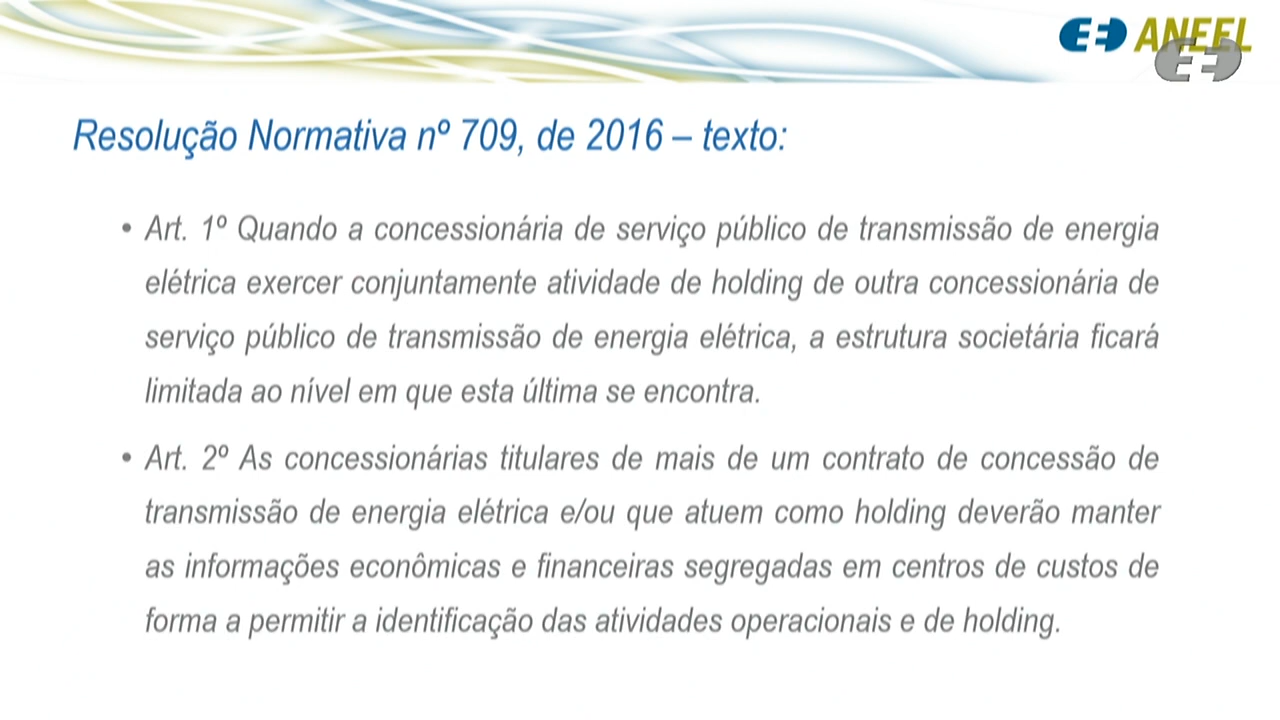 ANEEL
Resolução Normativa nº 709, de 2016 – texto:
• Art. 1º Quando a concessionária de serviço público de transmissão de energia
elétrica exercer conjuntamente atividade de holding de outra concessionária de
serviço público de transmissão de energia elétrica, a estrutura societária ficará
limitada ao nível em que esta última se encontra.
• Art. 2º As concessionárias titulares de mais de um contrato de concessão de
transmissão de energia elétrica e/ou que atuem como holding deverão manter
as informações econômicas e financeiras segregadas em centros de custos de
forma a permitir a identificação das atividades operacionais e de holding.